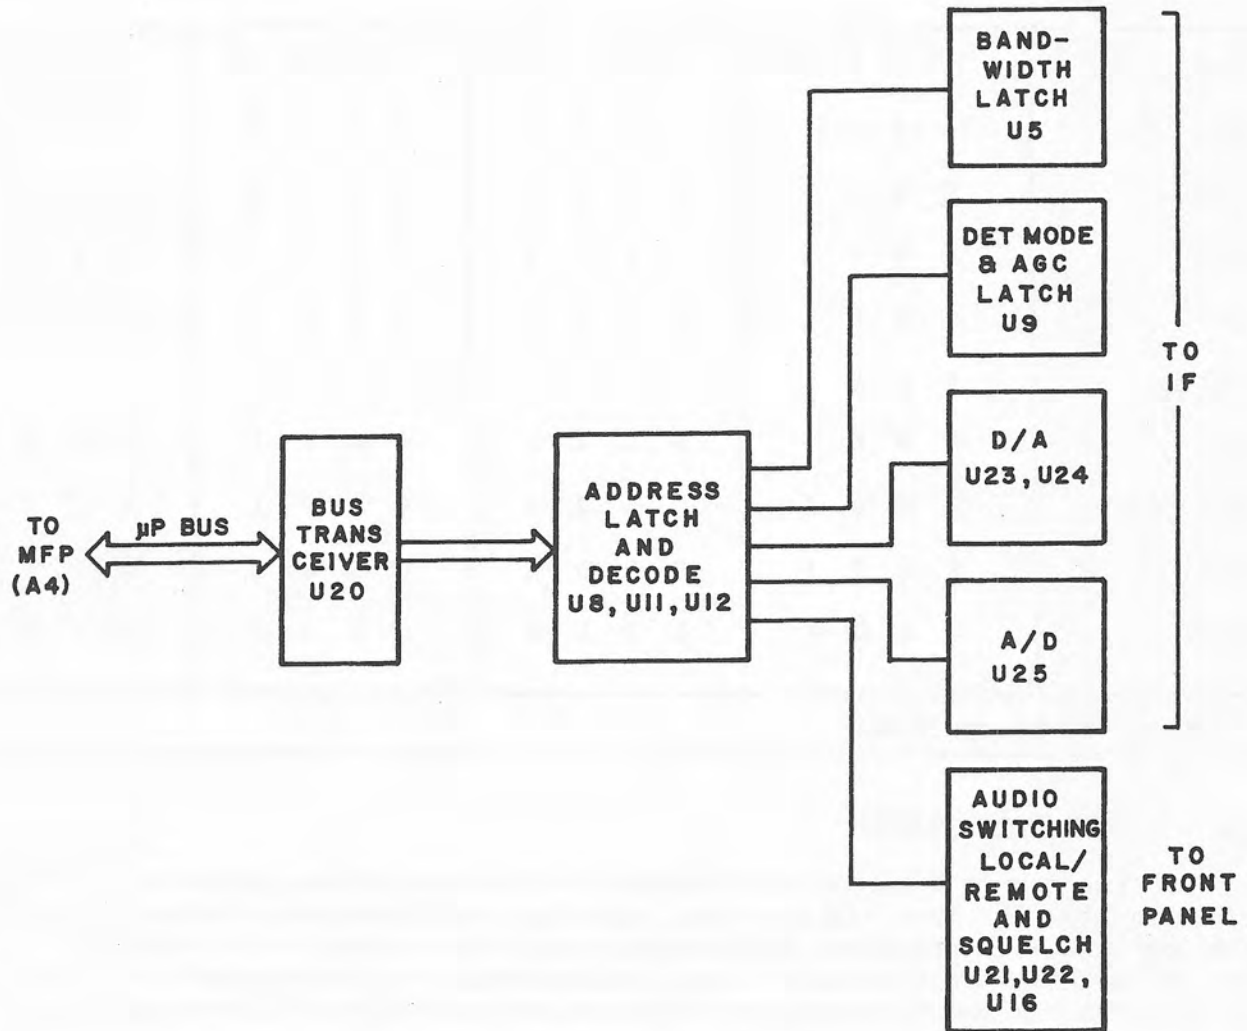 TO
MFP
(A4)
µP BUS
BUS
TRANS
CEIVER
U20
ADDRESS
LATCH
AND
DECODE
U8, U11, U12
BAND-
WIDTH
LATCH
U5
DET MODE
& AGC
LATCH
U9
D/A
U23, U24
A/D
U25
TO
IF
AUDIO
SWITCHING
LOCAL/
REMOTE
AND
SQUELCH
U21, U22,
U16
TO
FRONT
PANEL